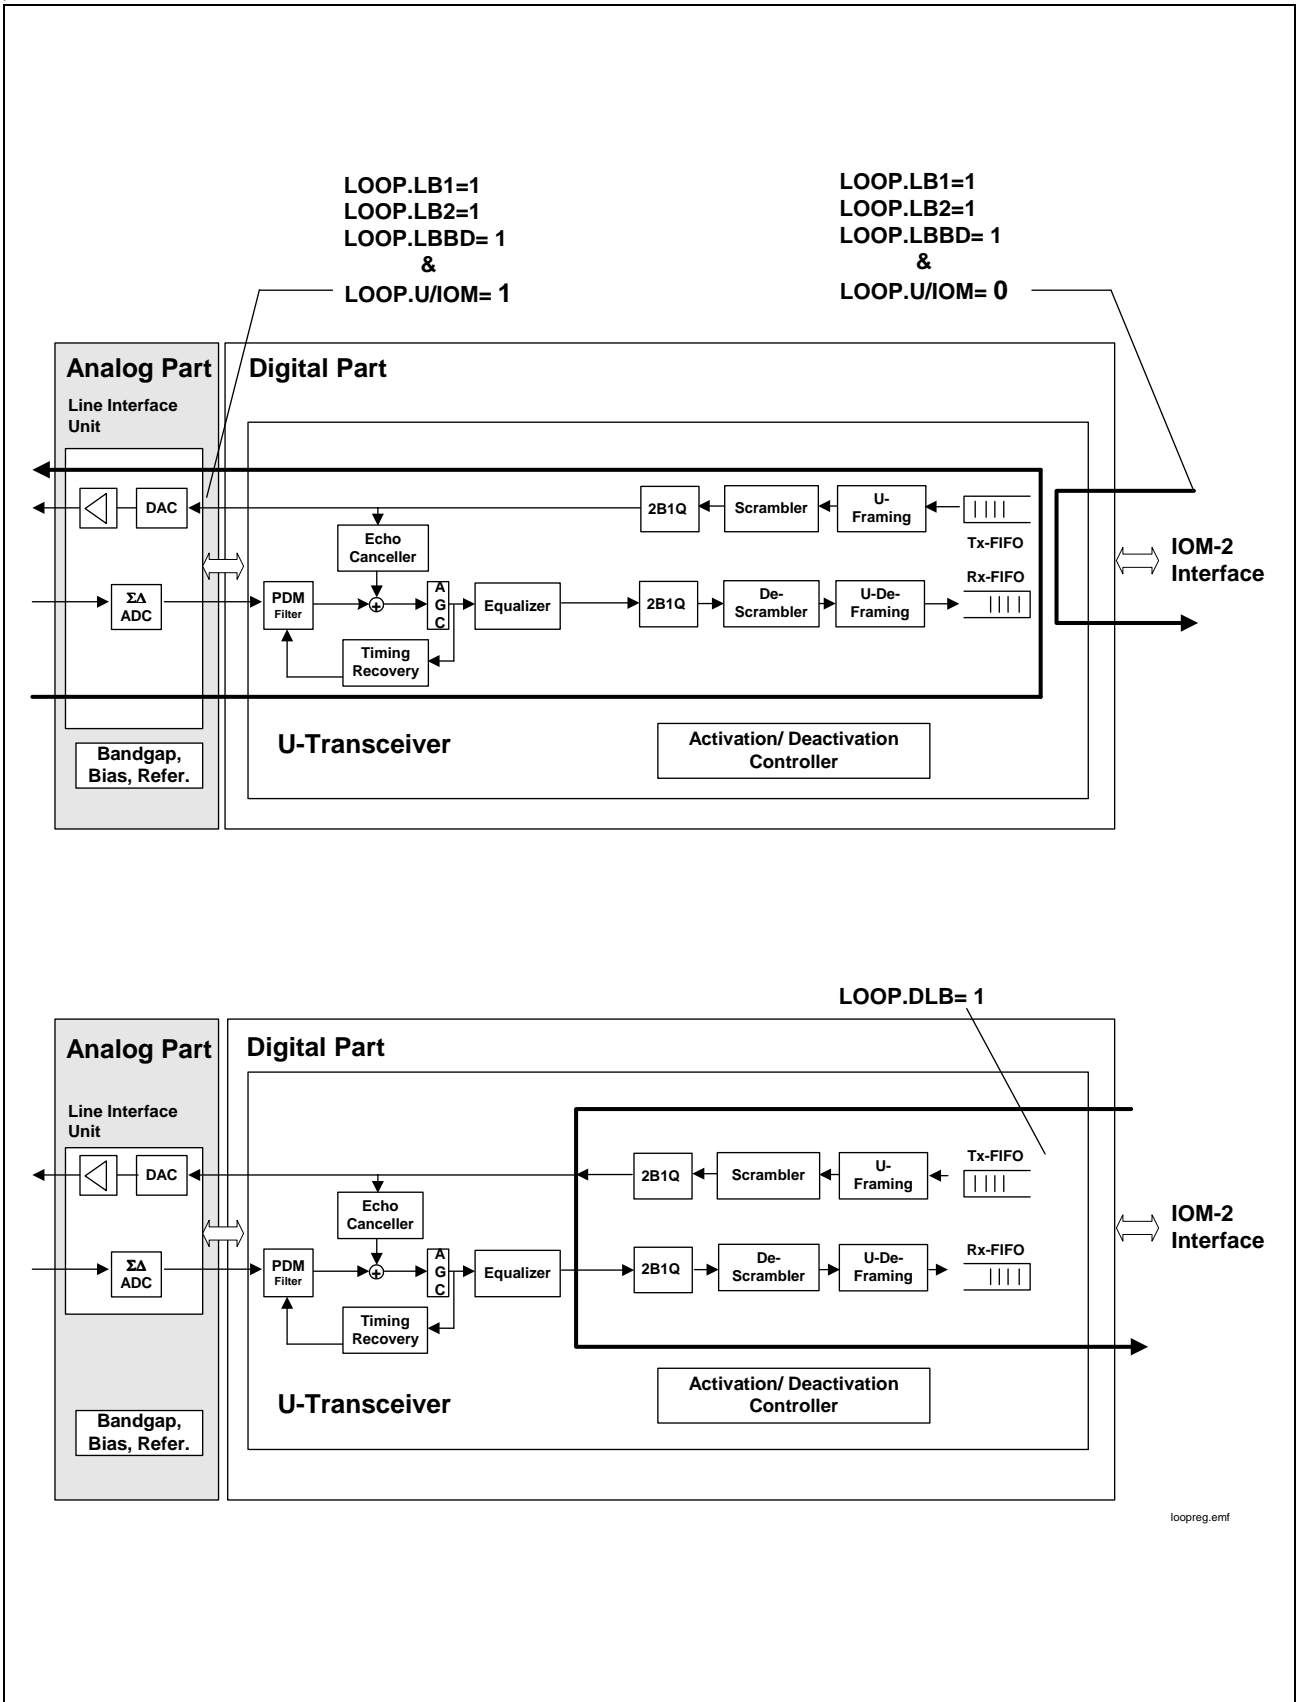 LOOP.LB1=1
LOOP.LB2=1
LOOP.LBBD= 1
&
LOOP.U/IOM= 1
LOOP.LB1=1
LOOP.LB2=1
LOOP.LBBD= 1
&
LOOP.U/IOM= 0
Analog Part
Digital Part
Line Interface
Unit
DAC
2B1Q
Scrambler
U-
Framing
Tx-FIFO
Echo
Canceller
IOM-2
Interface
ΣΔ
ADC
PDM
Filter
+
A
G
C
Equalizer
2B1Q
De-
Scrambler
U-De-
Framing
Rx-FIFO
Timing
Recovery
U-Transceiver
Activation/ Deactivation
Controller
Bandgap,
Bias, Refer.
LOOP.DLB= 1
Analog Part
Digital Part
Line Interface
Unit
DAC
2B1Q
Scrambler
U-
Framing
Tx-FIFO
Echo
Canceller
IOM-2
Interface
ΣΔ
ADC
PDM
Filter
+
A
G
C
Equalizer
2B1Q
De-
Scrambler
U-De-
Framing
Rx-FIFO
Timing
Recovery
U-Transceiver
Activation/ Deactivation
Controller
Bandgap,
Bias, Refer.
loopreg.emf